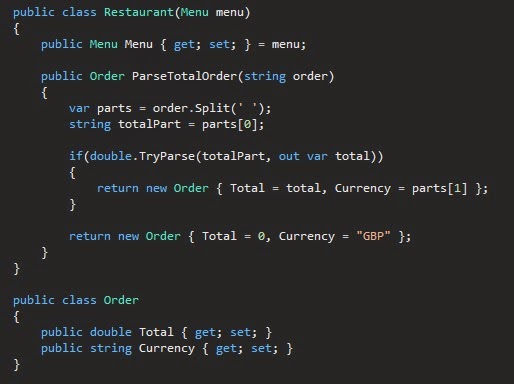 public class Restaurant(Menu menu)
{
    public Menu Menu { get; set; } = menu;

    public Order ParseTotalOrder(string order)
    {
        var parts = order.Split(' ');
        string totalPart = parts[0];

        if(double.TryParse(totalPart, out var total))
        {
            return new Order { Total = total, Currency = parts[1] };
        }

        return new Order { Total = 0, Currency = "GBP" };
    }
}

public class Order
{
    public double Total { get; set; }
    public string Currency { get; set; }
}